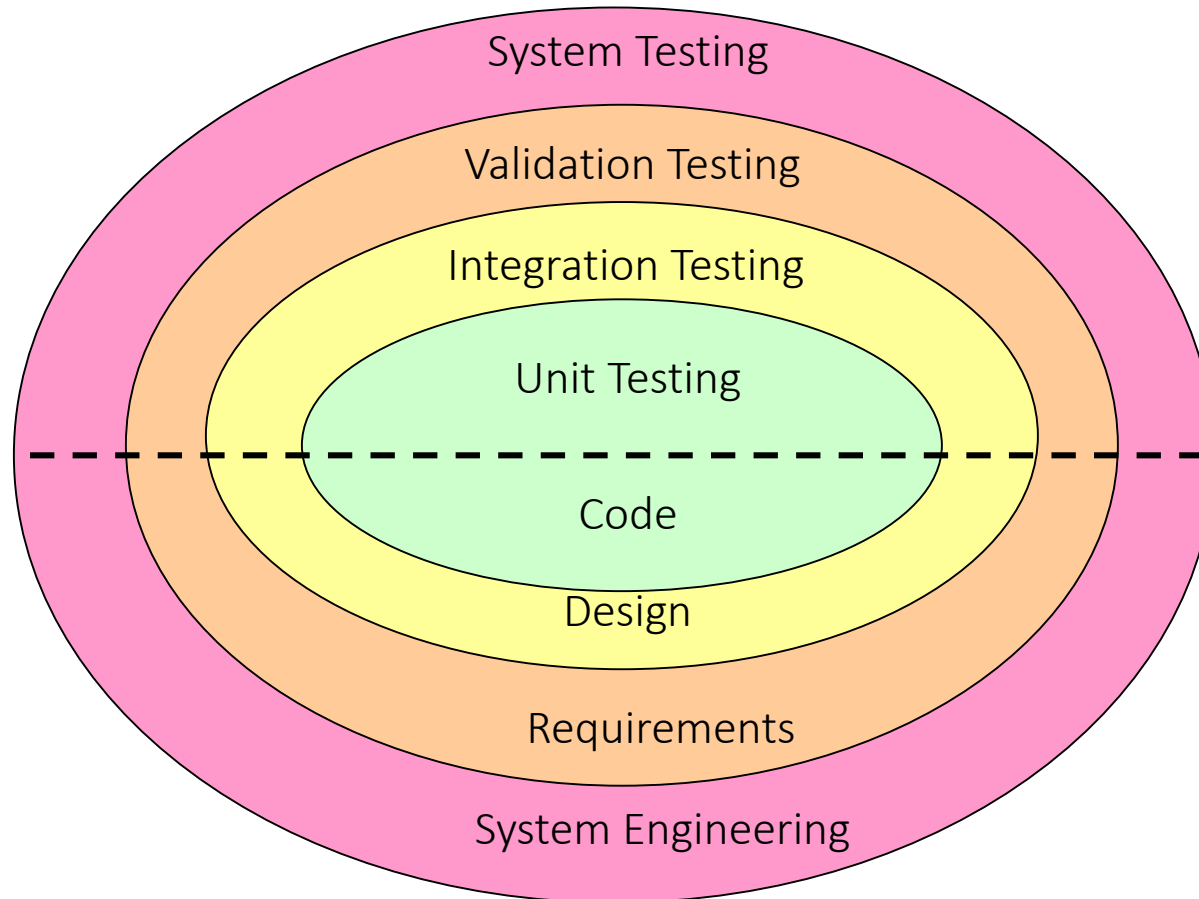 System Testing
Validation Testing
Integration Testing
Unit Testing
Code
Design
Requirements
System Engineering